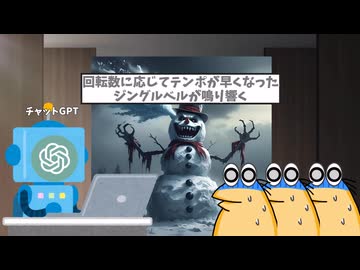 回転数に応じてテンポが早くなった
ジングルベルが鳴り響く
チャットGPT